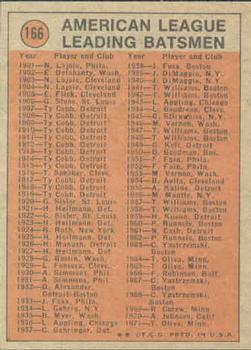 166
AMERICAN LEAGUE
LEADING BATSMEN
Year Player and Club
1901—N. Lajoie, Phila.
1902—E. Delahanty, Wash.
1903—N. Lajoie, Cleveland
1904—N. Lajoie, Cleveland
1905—E. Flick, Cleveland
1906—G. Stone, St. Louis
1907—Ty Cobb, Detroit
1908—Ty Cobb, Detroit
1909—Ty Cobb, Detroit
1910—Ty Cobb, Detroit
1911—Ty Cobb, Detroit
1912—Ty Cobb, Detroit
1913—Ty Cobb, Detroit
1914—Ty Cobb, Detroit
1915—Ty Cobb, Detroit
1916—T. Speaker, Cleve.
1917—Ty Cobb, Detroit
1918—Ty Cobb, Detroit
1919—Ty Cobb, Detroit
1920—G. Sisler, St. Louis
1921—H. Heilmann, Det.
1922—G. Sisler, St. Louis
1923—H. Heilmann, Det.
1924—B. Ruth, New York
1925—H. Heilmann, Det.
1926—H. Manush, Detroit
1927—H. Heilmann, Det.
1928—G. Goslin, Wash.
1929—L. Fonseca, Cleve.
1930—A. Simmons, Phil.
1931—A. Simmons, Phil.
1932—D. Alexander
Detroit-Boston
1933—J. Foxx, Phila.
1934—L. Gehrig, N.Y.
1935—B. Myer, Wash.
1936—L. Appling, Chicago
1937—C. Gehringer, Det.
Year Player and Club
1938—J. Foxx, Boston
1939—J. DiMaggio, N.Y.
1940—J. DiMaggio, N.Y.
1941—T. Williams, Boston
1942—T. Williams, Boston
1943—L. Appling, Chicago
1944—L. Boudreau, Cleve.
1945—G. Stirnweiss, N.Y.
1946—M. Vernon, Wash.
1947—T. Williams,
Boston
1948—T. Williams, Boston
1949—G. Kell, Detroit
1950—B. Goodman,
Boston
1951—F. Fain, Phila.
1952—F. Fain, Phila.
1953—M. Vernon, Wash.
1954—B. Avila, Cleveland
1955—A. Kaline, Detroit
1956—M. Mantle, N.Y.
1957—T. Williams, Boston
1958—T. Williams, Boston
1959—H. Kuenn, Detroit
1960—P. Runnels, Boston
1961—N. Cash, Detroit
1962—P. Runnels, Boston
1963—C. Yastrzemski,
Boston
1964—T. Oliva, Minn.
1965—T. Oliva, Minn.
1966—F. Robinson, Balt.
1967—C. Yastrzemski,
Boston
1968—C. Yastrzemski,
Boston
1969—R. Carew, Minn.
© T.C.G. PRTD. IN U.S.A.